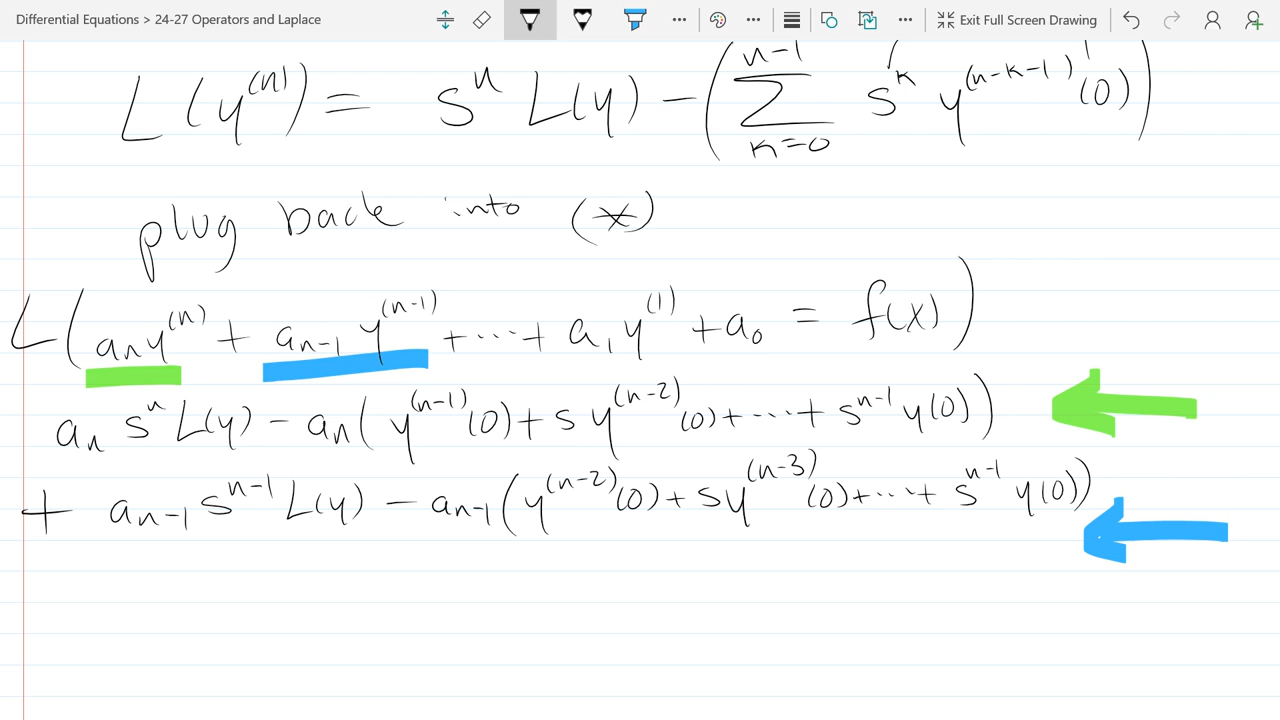 Differential Equations > 24-27 Operators and Laplace Exit Full Screen Drawing
L(y^(n)) = s^n L(y) - (∑_{k=0}^{n-1} s^k y^(n-k-1)(0))
plug back into (*)
L(a_n y^(n) + a_{n-1} y^(n-1) + ... + a_1 y^(1) + a_0 = f(x))
a_n s^n L(y) - a_n(y^(n-1)(0) + s y^(n-2)(0) + ... + s^{n-1} y(0))
+ a_{n-1} s^{n-1} L(y) - a_{n-1}(y^(n-2)(0) + s y^(n-3)(0) + ... + s^{n-1} y(0))